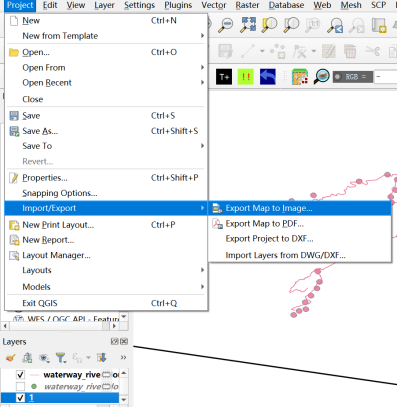 Project Edit View Layer Settings Plugins Vector Raster Database Web Mesh SCP
New Ctrl+N
New from Template
Open... Ctrl+O
Open From
Open Recent
Close
Save Ctrl+S
Save As... Ctrl+Shift+S
Save To
Revert...
Properties... Ctrl+Shift+P
Snapping Options...
Import/Export
Export Map to Image...
New Print Layout... Ctrl+P
Export Map to PDF...
New Report...
Export Project to DXF...
Layout Manager...
Import Layers from DWG/DXF...
Layouts
Models
Exit QGIS Ctrl+Q
WFS / OGC API - Feature
T+ !! RGB = -
Layers
waterway_rive
waterway_rive
1